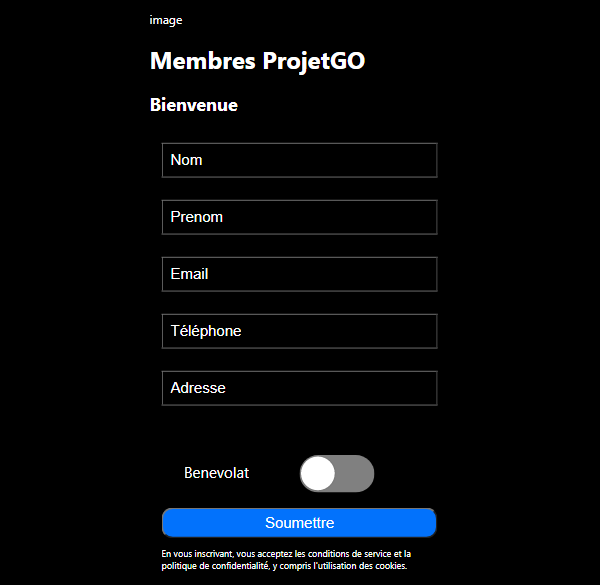 image
Membres ProjetGO
Bienvenue
Nom
Prenom
Email
Téléphone
Adresse
Benevolat
Soumettre
En vous inscrivant, vous acceptez les conditions de service et la
politique de confidentialité, y compris l'utilisation des cookies.